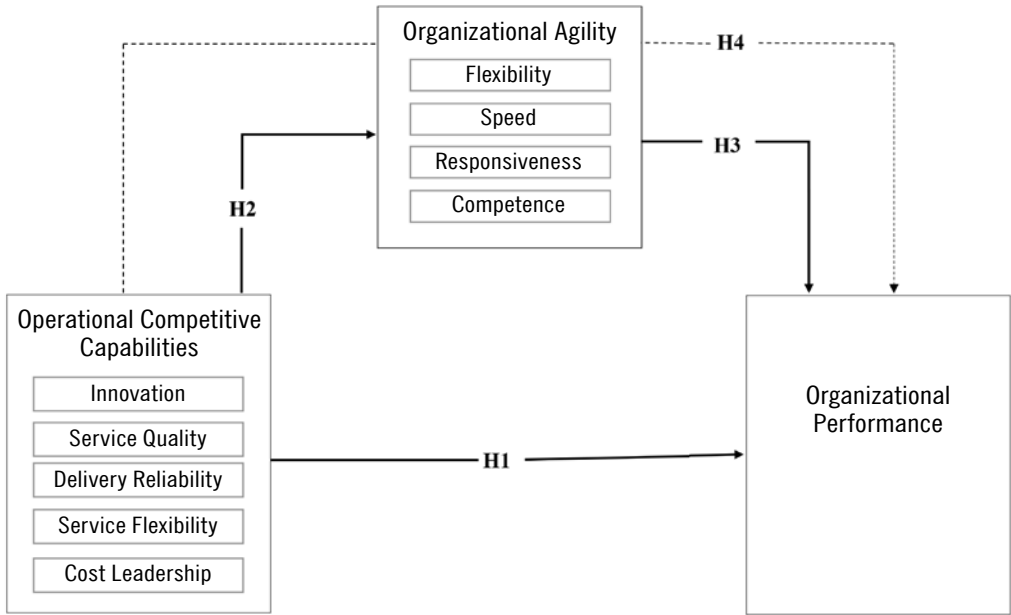 Organizational Agility
Flexibility
Speed
Responsiveness
Competence
H4
H3
H2
Operational Competitive
Capabilities
Innovation
Service Quality
Delivery Reliability
Service Flexibility
Cost Leadership
H1
Organizational
Performance